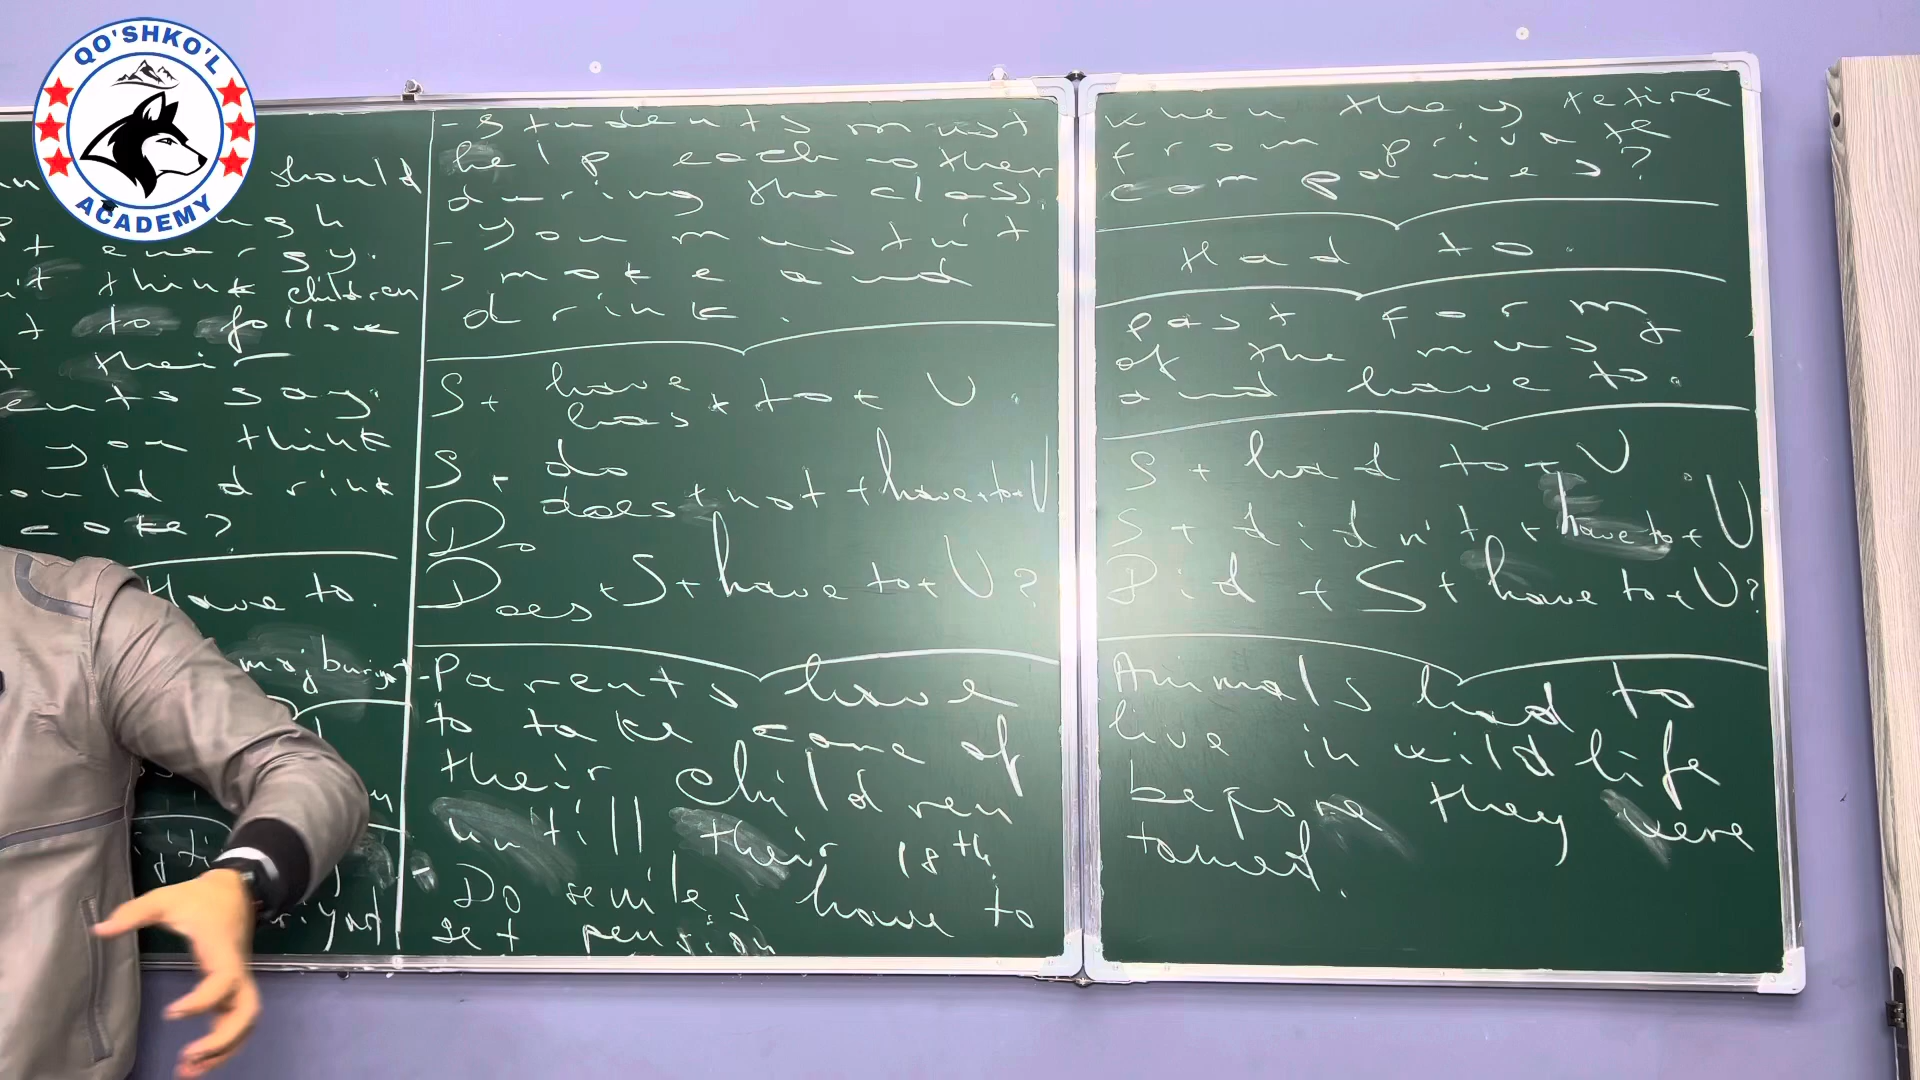 QO'SHKO'L
ACADEMY
should
energy.
think children
to follow
their
say.
you think
drink
coke?
Have to.
majburiyat
- Students must
help each other
during the class.
- You mustn't
smoke and
drink.
S + have
has + to + V.
S + do
does + not + have + to + V
Do
Does + S + have to + V?
- Parents have
to take care of
their children
untill their 18th.
Do
have to
get pension
when they retire
from private
companies?
Had to.
past form
of the must
and have to.
S + had to + V
S + didn't + have to + V
Did + S + have to + V?
Animals had to
live in wild life
before they were
tamed.